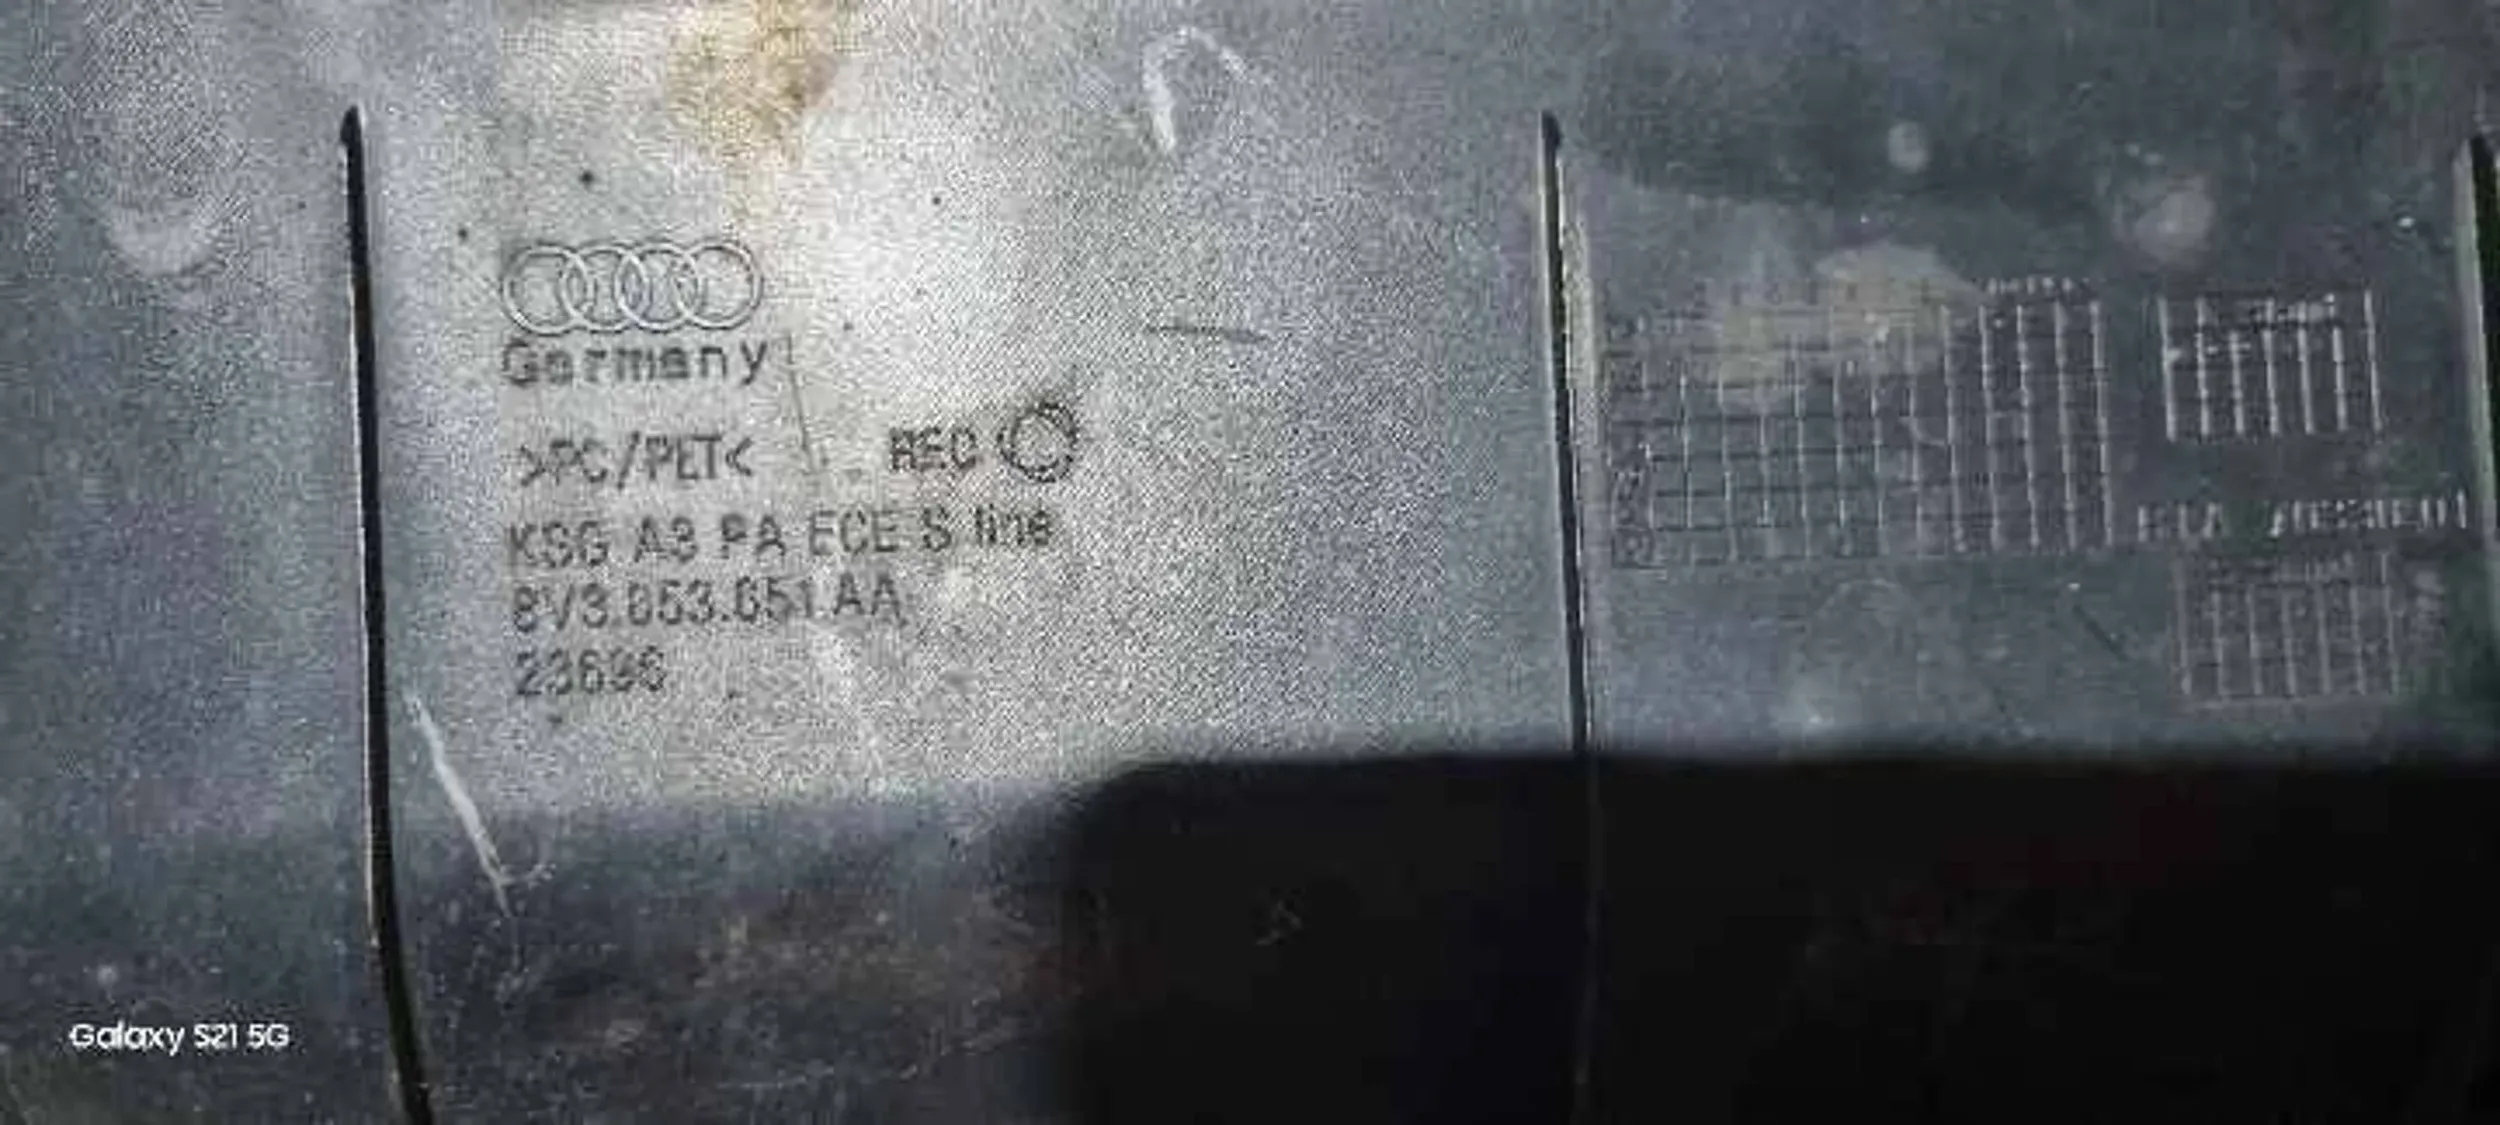 Germany
>PC/PET< REC
KSG A3 PA ECE S line
8V3.853.651.AA
23696
Galaxy S21 5G